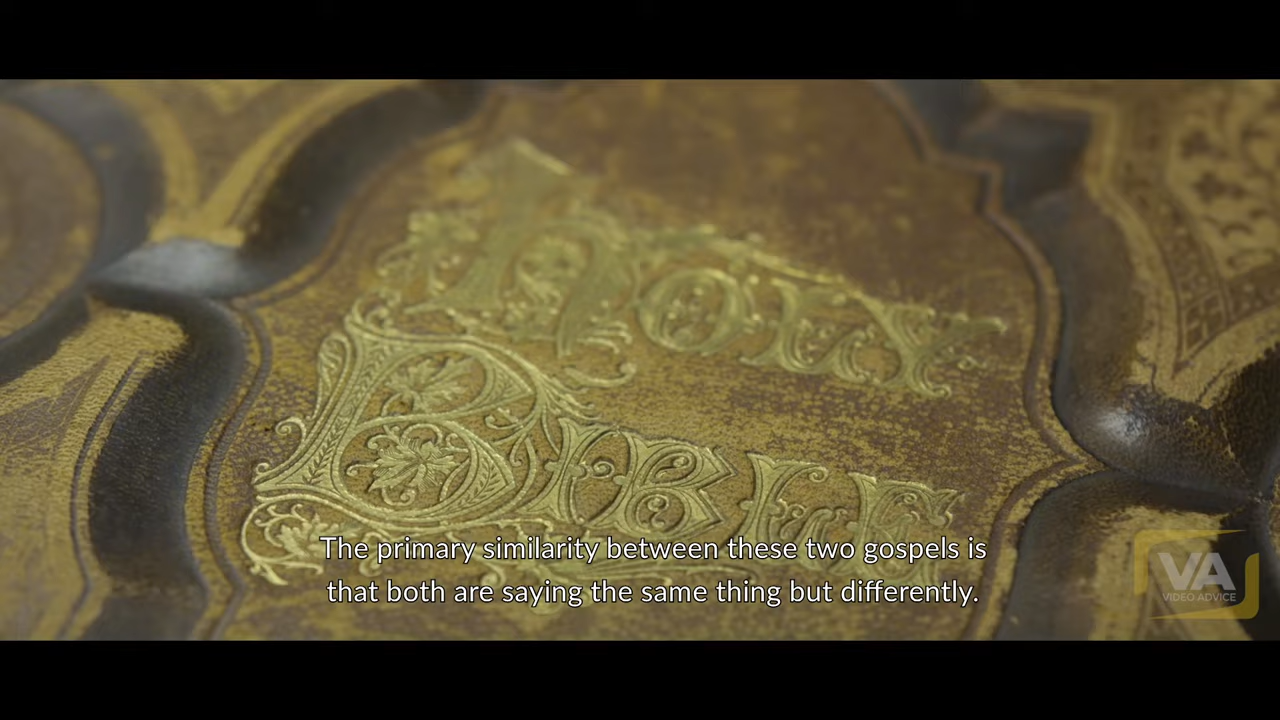 Holy
Bible
The primary similarity between these two gospels is
that both are saying the same thing but differently.
VA
VIDEO ADVICE